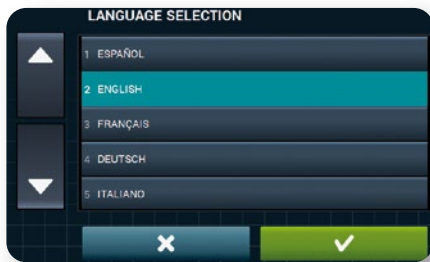 LANGUAGE SELECTION
1 ESPAÑOL
2 ENGLISH
3 FRANÇAIS
4 DEUTSCH
5 ITALIANO